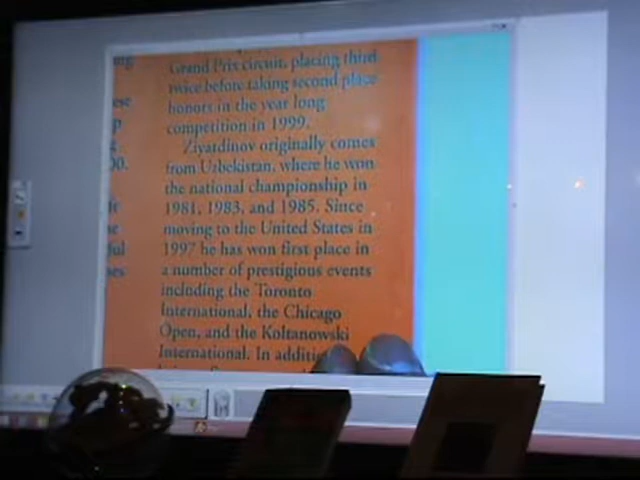 Grand Prix circuit, placing third
twice before taking second place
honors in the year long
competition in 1999.
Ziyatdinov originally comes
from Uzbekistan, where he won
the national championship in
1981, 1983, and 1985. Since
moving to the United States in
1997 he has won first place in
a number of prestigious events
including the Toronto
International, the Chicago
Open, and the Koltanowski
International. In additi